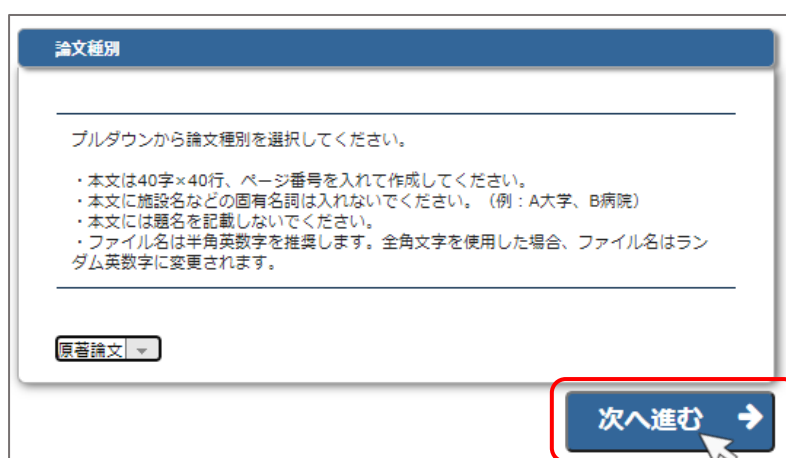 論文種別
プルダウンから論文種別を選択してください。
・本文は40字×40行、ページ番号を入れて作成してください。
・本文に施設名などの固有名詞は入れないでください。（例：A大学、B病院）
・本文には題名を記載しないでください。
・ファイル名は半角英数字を推奨します。全角文字を使用した場合、ファイル名はラン
ダム英数字に変更されます。
原著論文
次へ進む